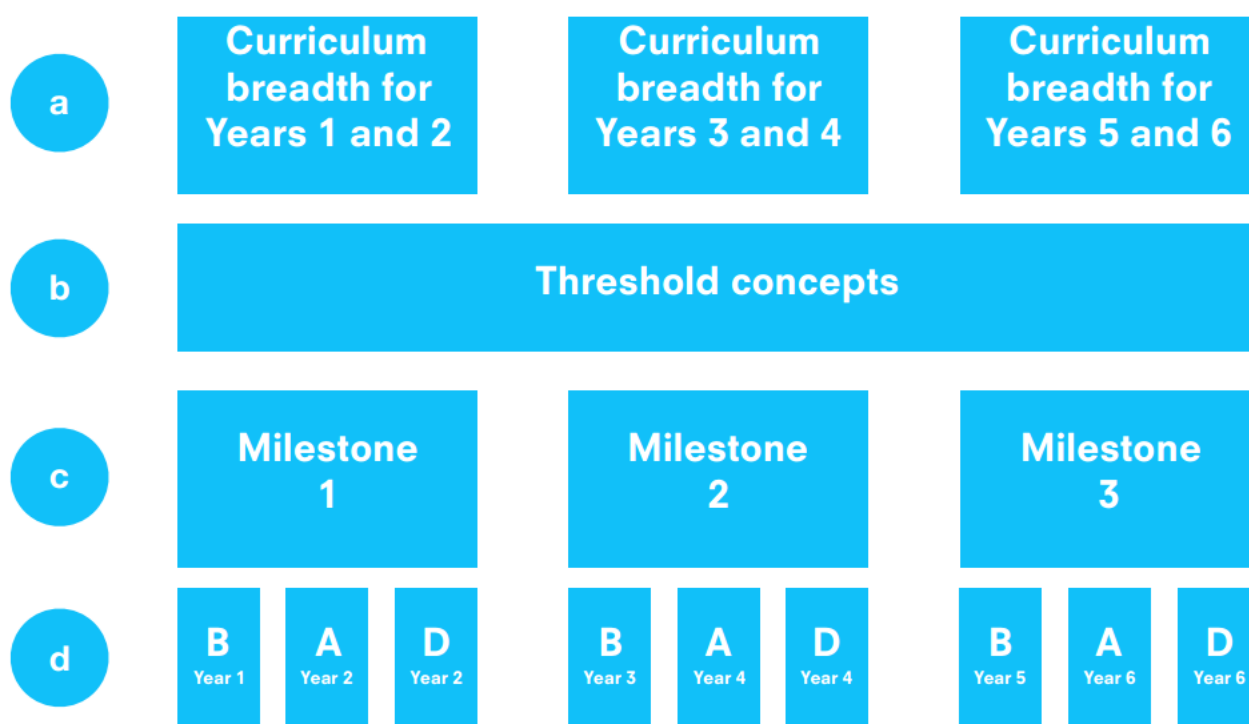 a
Curriculum
breadth for
Years 1 and 2
Curriculum
breadth for
Years 3 and 4
Curriculum
breadth for
Years 5 and 6
b
Threshold concepts
c
Milestone
1
Milestone
2
Milestone
3
d
B
Year 1
A
Year 2
D
Year 2
B
Year 3
A
Year 4
D
Year 4
B
Year 5
A
Year 6
D
Year 6